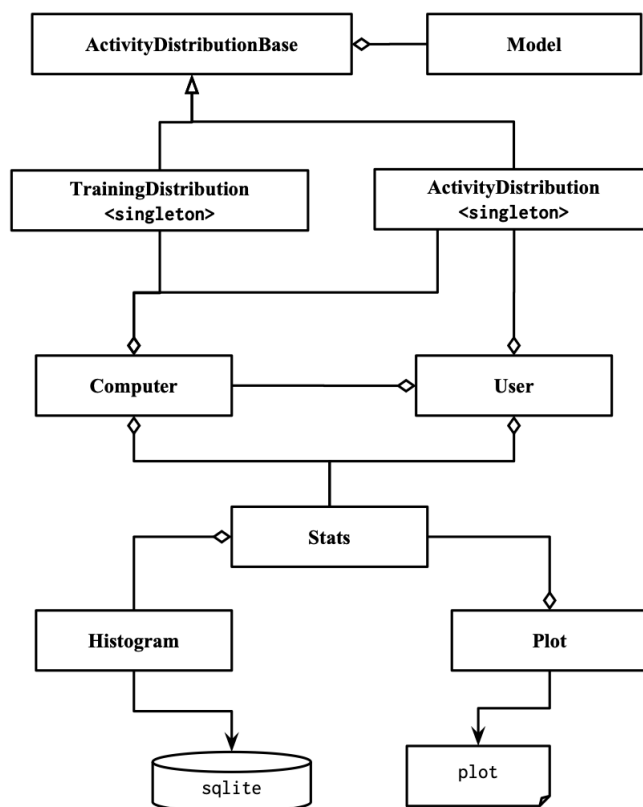 ActivityDistributionBase
Model
TrainingDistribution
<singleton>
ActivityDistribution
<singleton>
Computer
User
Stats
Histogram
Plot
sqlite
plot